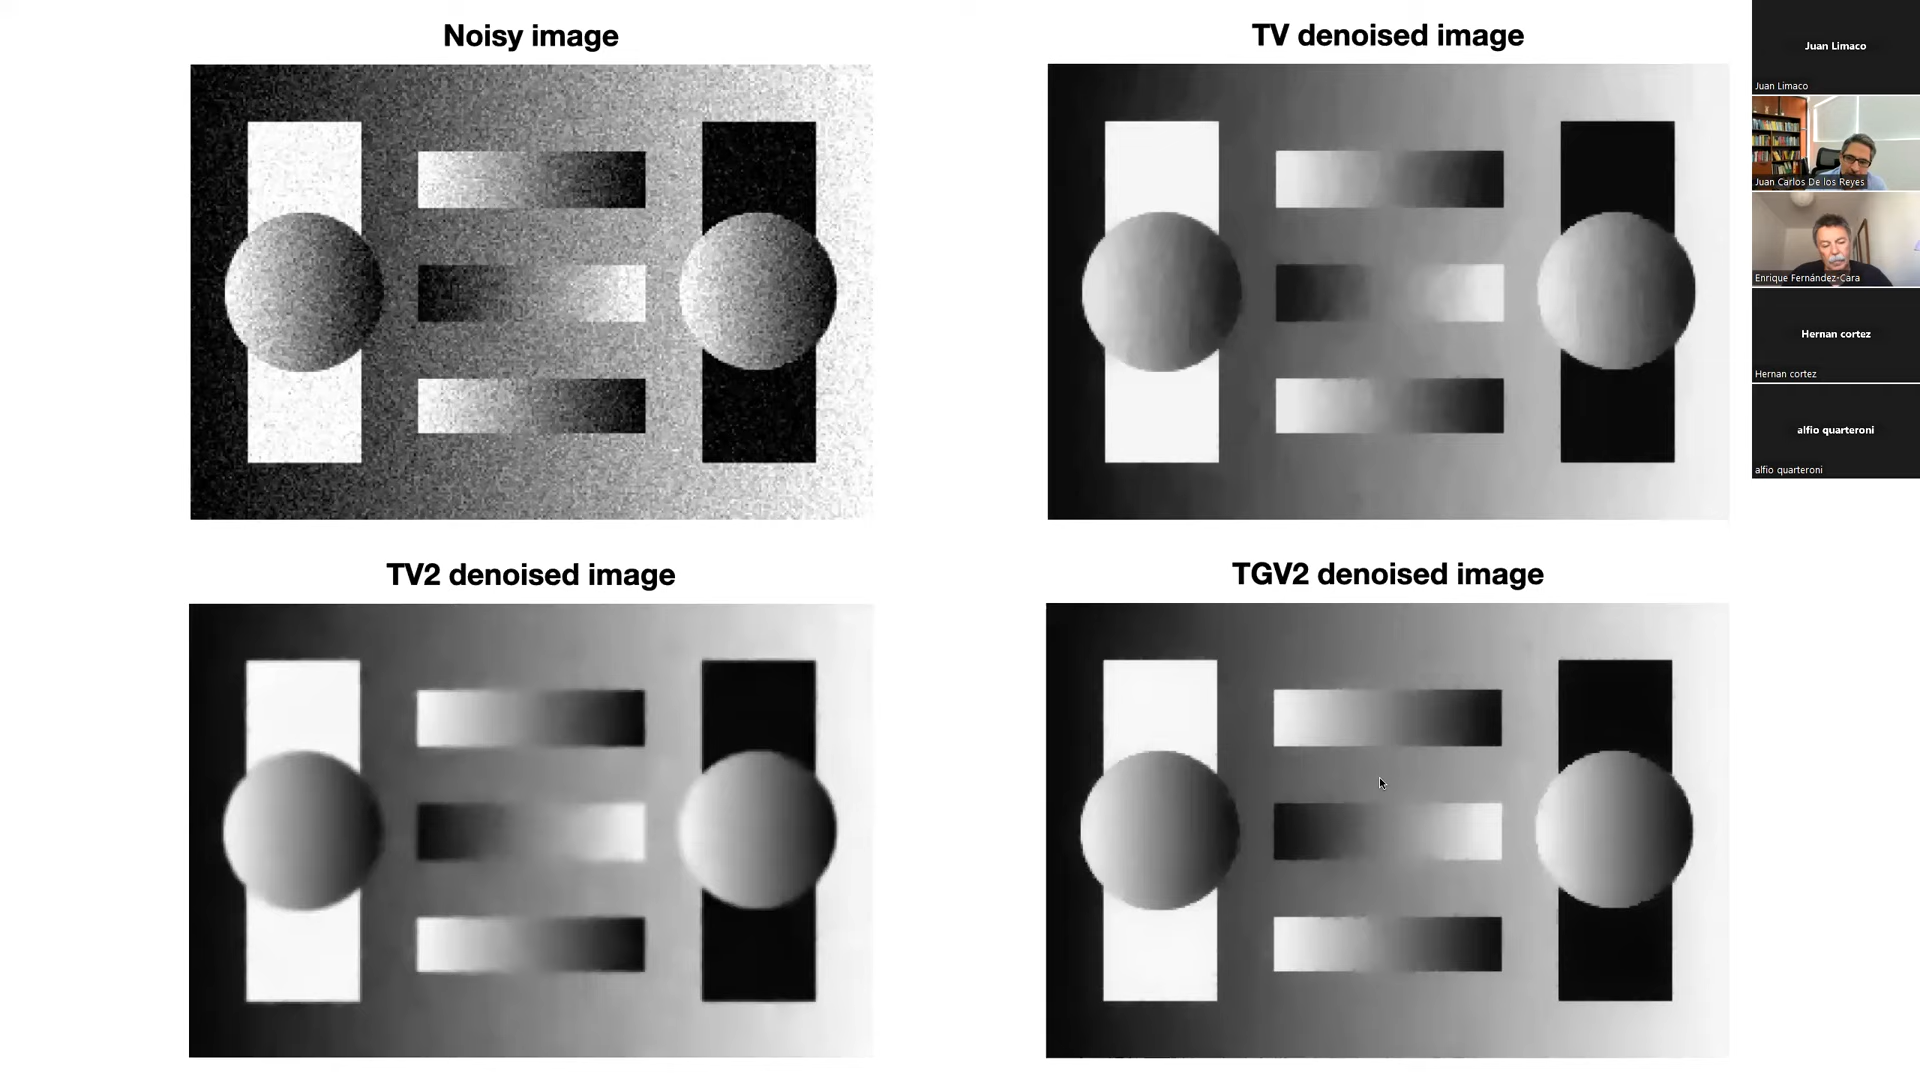 Noisy image
TV denoised image
TV2 denoised image
TGV2 denoised image
Juan Limaco
Juan Limaco
Juan Carlos De los Reyes
Enrique Fernández-Cara
Hernan cortez
Hernan cortez
alfio quarteroni
alfio quarteroni